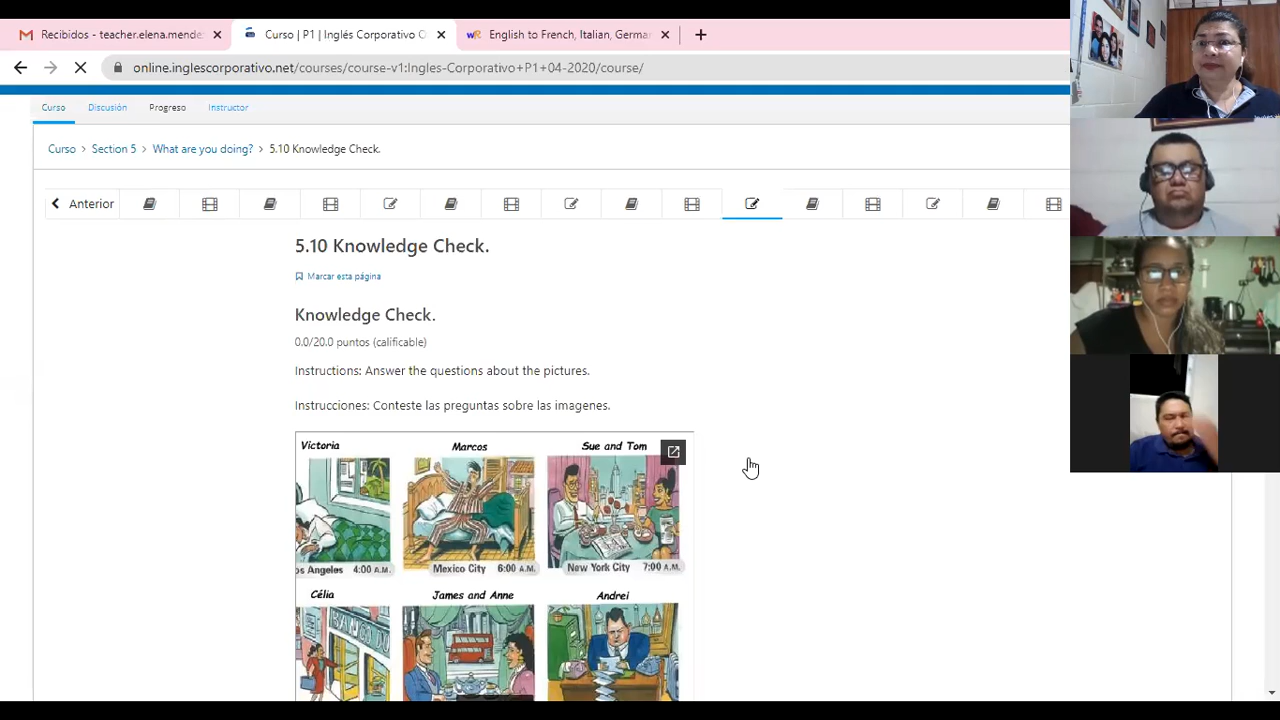 Recibidos - teacher.elena.mende
Curso | P1 | Inglés Corporativo O
English to French, Italian, Germa
online.inglescorporativo.net/courses/course-v1:Ingles-Corporativo+P1+04-2020/course/
Curso Discusión Progreso Instructor
Curso > Section 5 > What are you doing? > 5.10 Knowledge Check.
Anterior
5.10 Knowledge Check.
Marcar esta página
Knowledge Check.
0.0/20.0 puntos (calificable)
Instructions: Answer the questions about the pictures.
Instrucciones: Conteste las preguntas sobre las imagenes.
Victoria Marcos Sue and Tom
os Angeles 4:00 A.M. Mexico City 6:00 A.M. New York City 7:00 A.M.
Célia James and Anne Andrei
BANCO DO